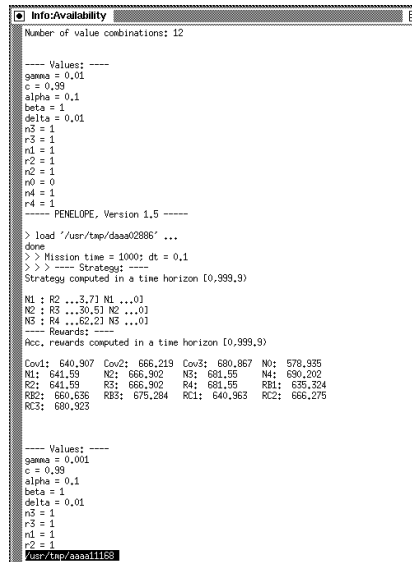 Info:Availability
Number of value combinations: 12
---- Values: ----
gamma = 0.01
c = 0.99
alpha = 0.1
beta = 1
delta = 0.01
n3 = 1
r3 = 1
n1 = 1
r2 = 1
n2 = 1
n0 = 0
n4 = 1
r4 = 1
----- PENELOPE, Version 1.5 -----
> load '/usr/tmp/daaa02886' ...
done
> > Mission time = 1000; dt = 0.1
> > > ---- Strategy: ----
Strategy computed in a time horizon [0,999.9)
N1 : R2 ...3.7] N1 ...0]
N2 : R3 ...30.5] N2 ...0]
N3 : R4 ...62.2] N3 ...0]
---- Rewards: ----
Acc. rewards computed in a time horizon [0,999.9)
Cov1: 640.907 Cov2: 666.219 Cov3: 680.867 N0: 578.935
N1: 641.59 N2: 666.902 N3: 681.55 N4: 690.202
R2: 641.59 R3: 666.902 R4: 681.55 RB1: 635.324
RB2: 660.636 RB3: 675.284 RC1: 640.963 RC2: 666.275
RC3: 680.923
---- Values: ----
gamma = 0.001
c = 0.99
alpha = 0.1
beta = 1
delta = 0.01
n3 = 1
r3 = 1
n1 = 1
r2 = 1
/usr/tmp/aaaa11168